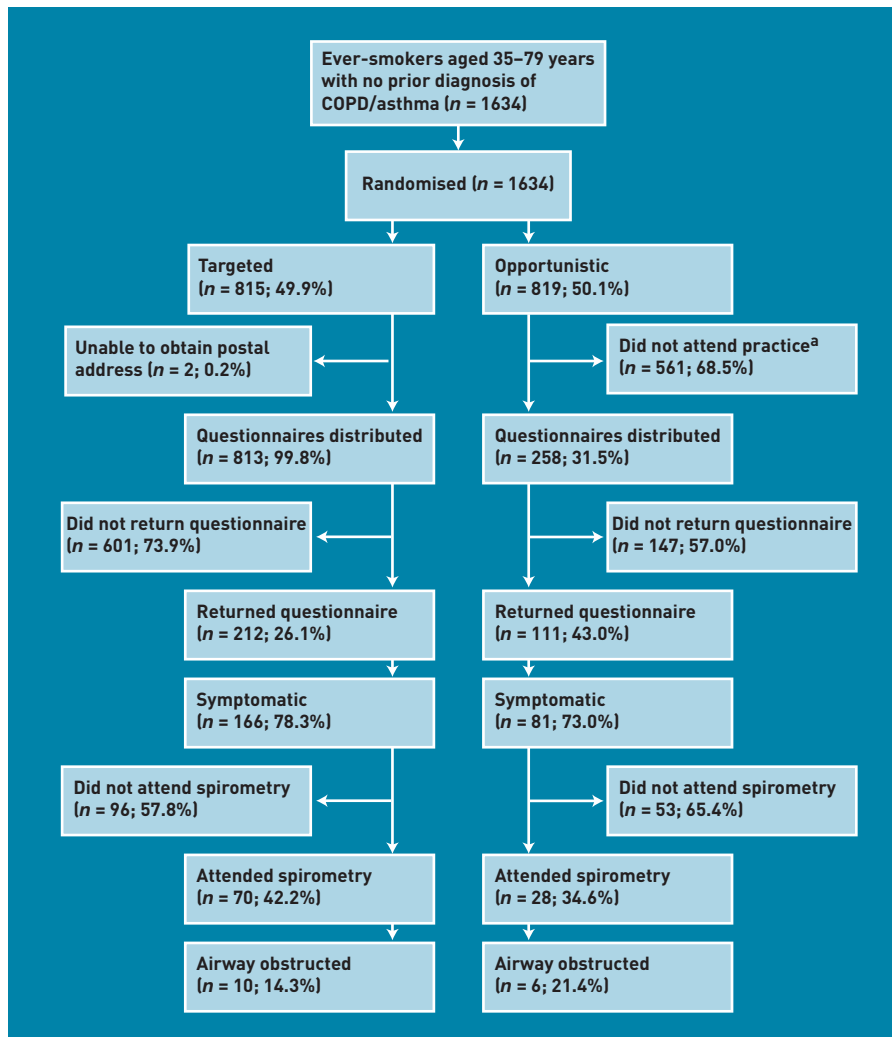 Ever-smokers aged 35–79 years
with no prior diagnosis of
COPD/asthma (n = 1634)
Randomised (n = 1634)
Targeted
(n = 815; 49.9%)
Opportunistic
(n = 819; 50.1%)
Unable to obtain postal
address (n = 2; 0.2%)
Did not attend practiceᵃ
(n = 561; 68.5%)
Questionnaires distributed
(n = 813; 99.8%)
Questionnaires distributed
(n = 258; 31.5%)
Did not return questionnaire
(n = 601; 73.9%)
Did not return questionnaire
(n = 147; 57.0%)
Returned questionnaire
(n = 212; 26.1%)
Returned questionnaire
(n = 111; 43.0%)
Symptomatic
(n = 166; 78.3%)
Symptomatic
(n = 81; 73.0%)
Did not attend spirometry
(n = 96; 57.8%)
Did not attend spirometry
(n = 53; 65.4%)
Attended spirometry
(n = 70; 42.2%)
Attended spirometry
(n = 28; 34.6%)
Airway obstructed
(n = 10; 14.3%)
Airway obstructed
(n = 6; 21.4%)